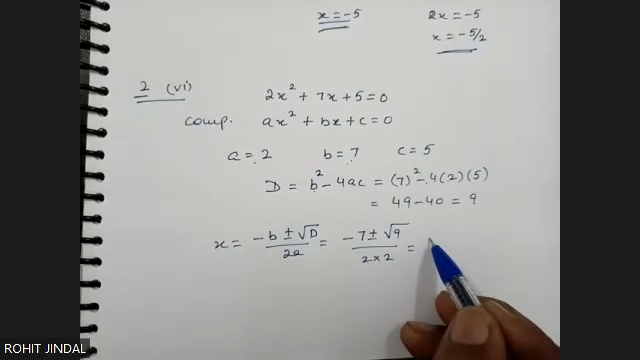 x = -5
2x = -5
x = -5/2
2 (vi)
2x² + 7x + 5 = 0
comp. ax² + bx + c = 0
a = 2 b = 7 c = 5
D = b² - 4ac = (7)² - 4(2)(5)
= 49 - 40 = 9
x = -b ± √D / 2a = -7 ± √9 / 2 × 2 =
ROHIT JINDAL